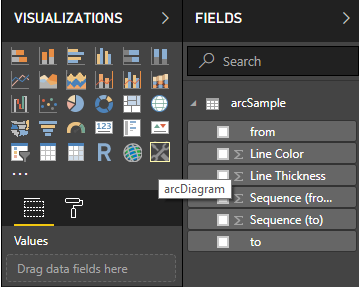 VISUALIZATIONS
FIELDS
Search
arcSample
from
Σ Line Color
Σ Line Thickness
Σ Sequence (fro...
Σ Sequence (to)
to
R
...
arcDiagram
Values
Drag data fields here